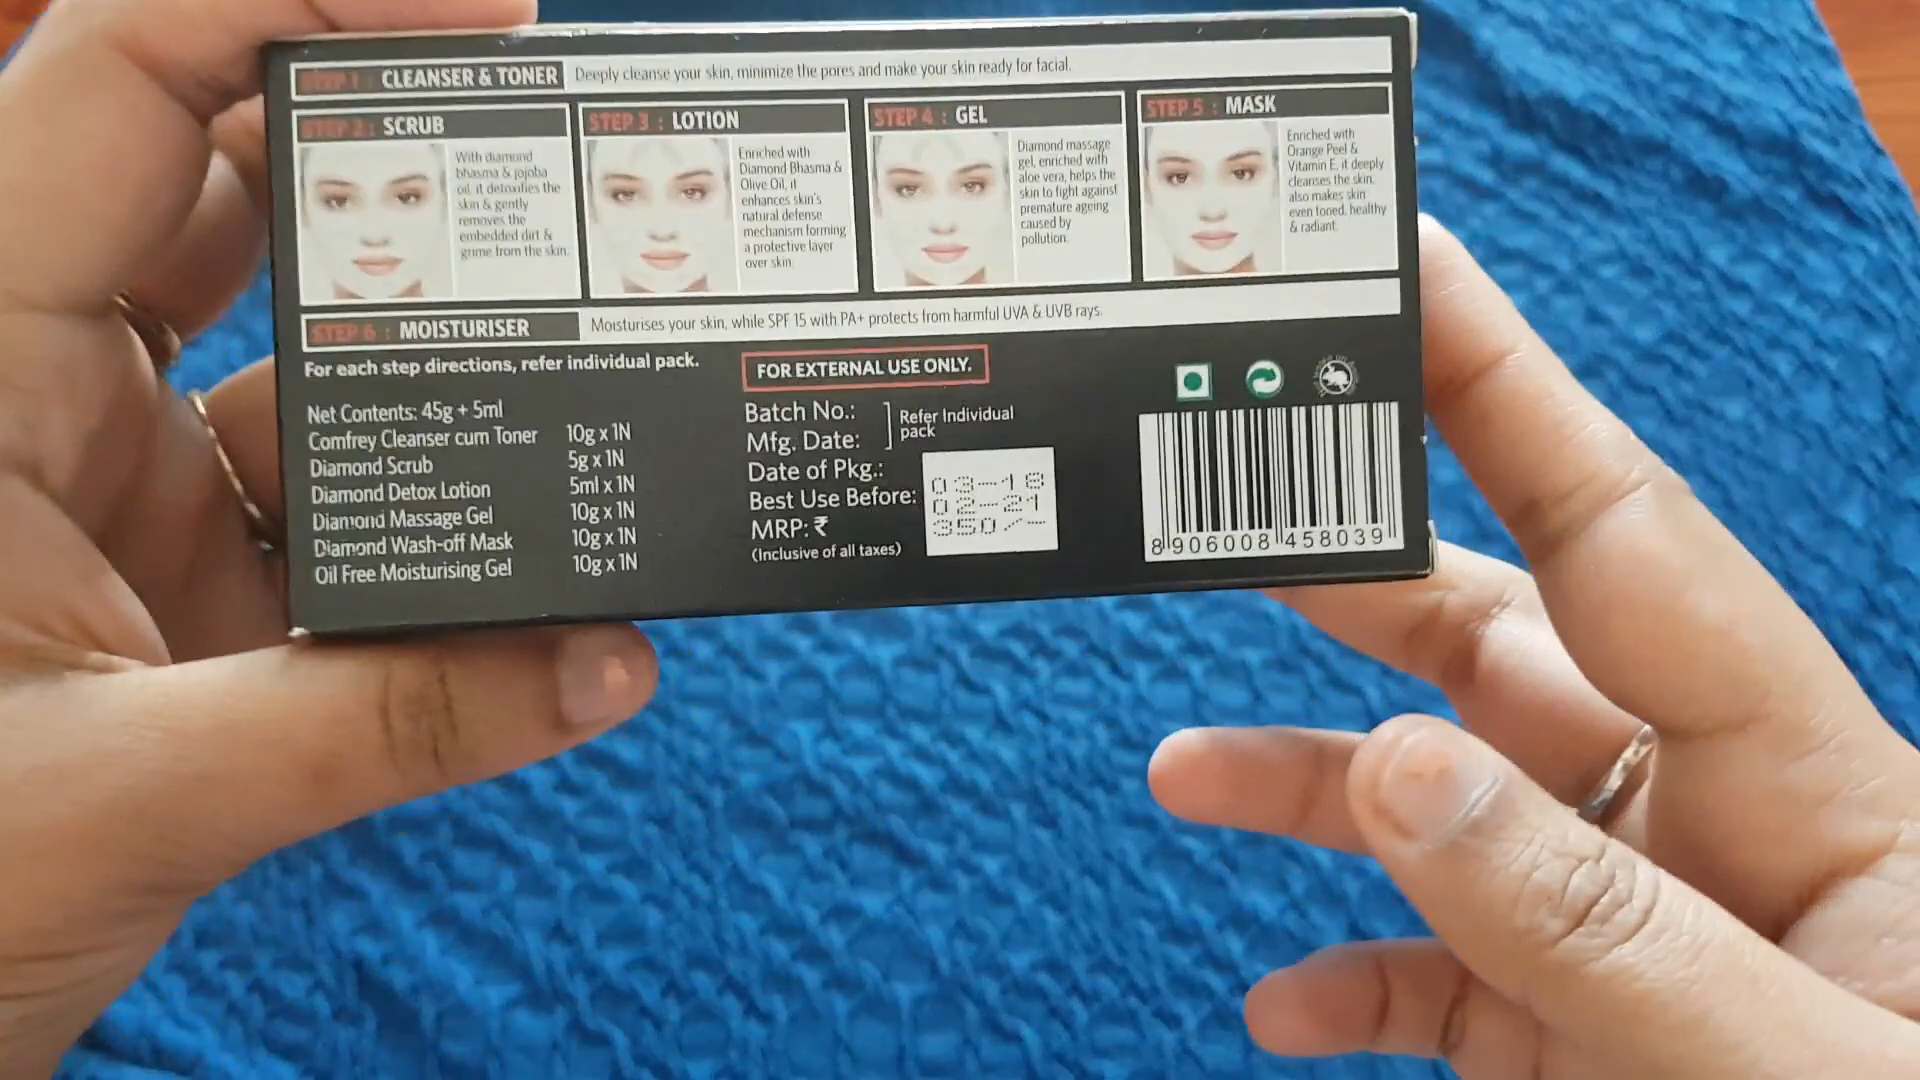 STEP 1 : CLEANSER & TONER
Deeply cleanse your skin, minimize the pores and make your skin ready for facial.
STEP 2 : SCRUB
With diamond
bhasma & jojoba
oil, it detoxifies the
skin & gently
removes the
embedded dirt &
grime from the skin.
STEP 3 : LOTION
Enriched with
Diamond Bhasma &
Olive Oil, it
enhances skin's
natural defense
mechanism forming
a protective layer
over skin.
STEP 4 : GEL
Diamond massage
gel, enriched with
aloe vera, helps the
skin to fight against
premature ageing
caused by
pollution.
STEP 5 : MASK
Enriched with
Orange Peel &
Vitamin E, it deeply
cleanses the skin,
also makes skin
even toned, healthy
& radiant.
STEP 6 : MOISTURISER
Moisturises your skin, while SPF 15 with PA+ protects from harmful UVA & UVB rays.
For each step directions, refer individual pack.
Net Contents: 45g + 5ml
Comfrey Cleanser cum Toner 10g x 1N
Diamond Scrub 5g x 1N
Diamond Detox Lotion 5ml x 1N
Diamond Massage Gel 10g x 1N
Diamond Wash-off Mask 10g x 1N
Oil Free Moisturising Gel 10g x 1N
FOR EXTERNAL USE ONLY.
Batch No.:
Mfg. Date:
Refer Individual
pack
Date of Pkg.: 03-18
Best Use Before: 02-21
MRP: ₹ 350/-
(Inclusive of all taxes)
8 906008 458039